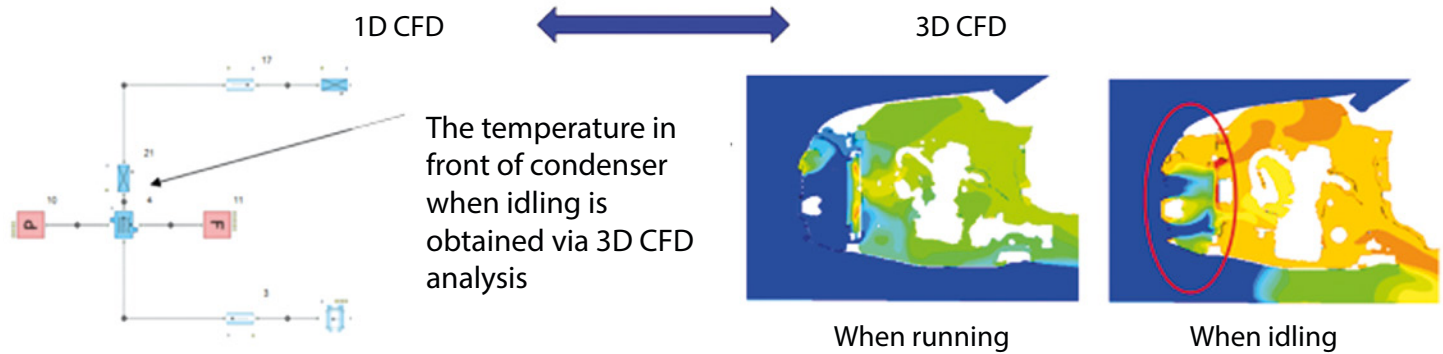 1D CFD
3D CFD
17
21
10
4
11
P
F
3
The temperature in
front of condenser
when idling is
obtained via 3D CFD
analysis
When running
When idling